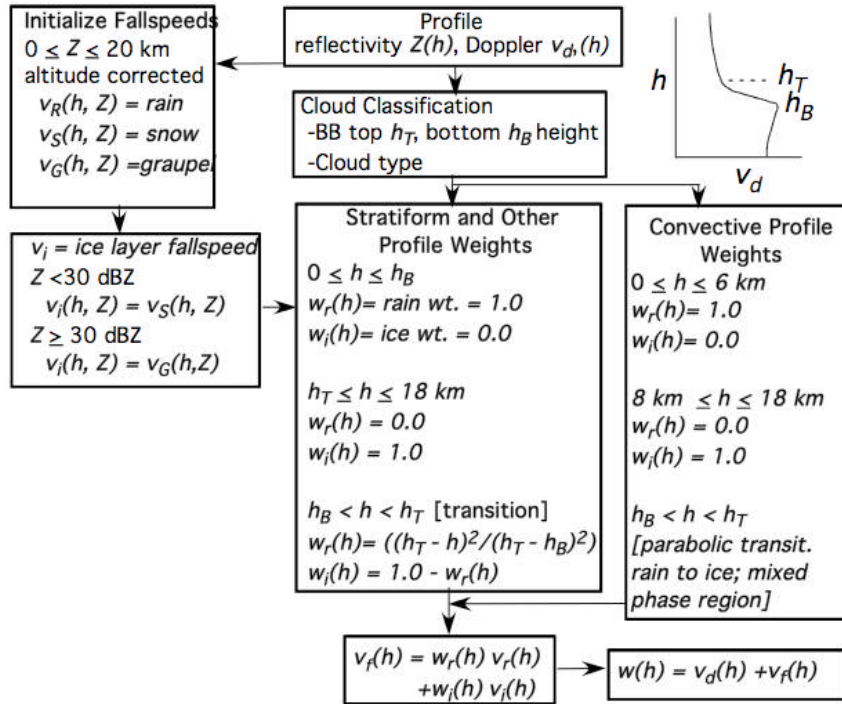 Initialize Fallspeeds
0 ≤ Z ≤ 20 km
altitude corrected
v_R(h, Z) = rain
v_S(h, Z) = snow
v_G(h, Z) =graupel
Profile
reflectivity Z(h), Doppler v_d,(h)
Cloud Classification
-BB top h_T, bottom h_B height
-Cloud type
h
h_T
h_B
v_d
v_i = ice layer fallspeed
Z <30 dBZ
v_i(h, Z) = v_S(h, Z)
Z ≥ 30 dBZ
v_i(h, Z) = v_G(h,Z)
Stratiform and Other
Profile Weights
0 ≤ h ≤ h_B
w_r(h)= rain wt. = 1.0
w_i(h)= ice wt. = 0.0
h_T ≤ h ≤ 18 km
w_r(h) = 0.0
w_i(h) = 1.0
h_B < h < h_T [transition]
w_r(h)= ((h_T - h)²/(h_T - h_B)²)
w_i(h) = 1.0 - w_r(h)
Convective Profile
Weights
0 ≤ h ≤ 6 km
w_r(h)= 1.0
w_i(h)= 0.0
8 km ≤ h ≤ 18 km
w_r(h) = 0.0
w_i(h) = 1.0
h_B < h < h_T
[parabolic transit.
rain to ice; mixed
phase region]
v_f(h) = w_r(h) v_r(h)
+w_i(h) v_i(h)
w(h) = v_d(h) +v_f(h)